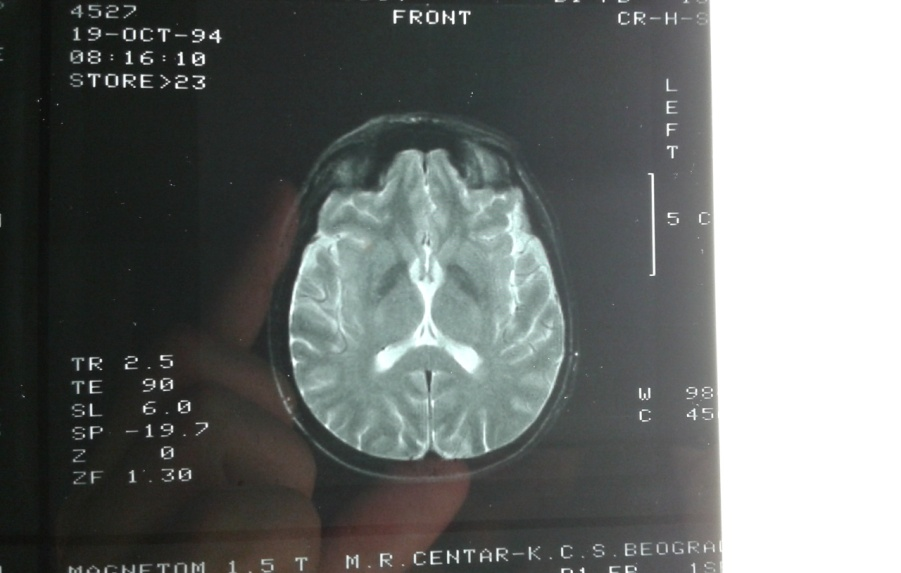 4527
19-OCT-94
08:16:10
STORE>23
FRONT
CR-H-S
LEFT
5 C
TR 2.5
TE 90
SL 6.0
SP -19.7
Z 0
ZF 1.30
W 98
C 45
MAGNETOM 1.5 T M.R.CENTAR-K.C.S.BEOGRA